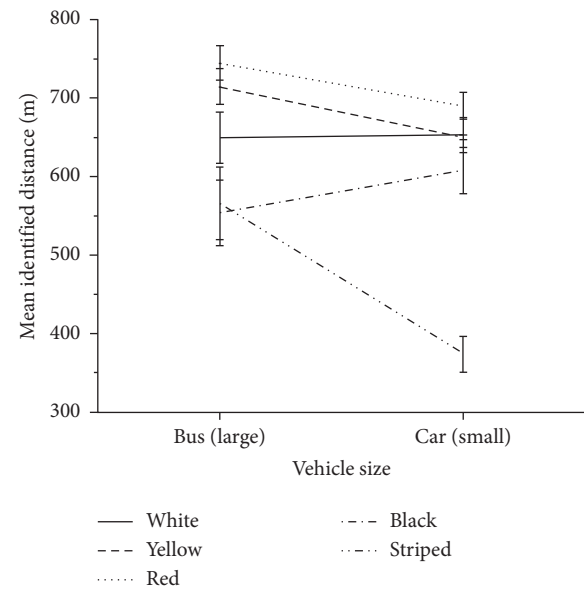 800
700
600
500
400
300
Mean identified distance (m)
Bus (large)
Car (small)
Vehicle size
White
Yellow
Red
Black
Striped